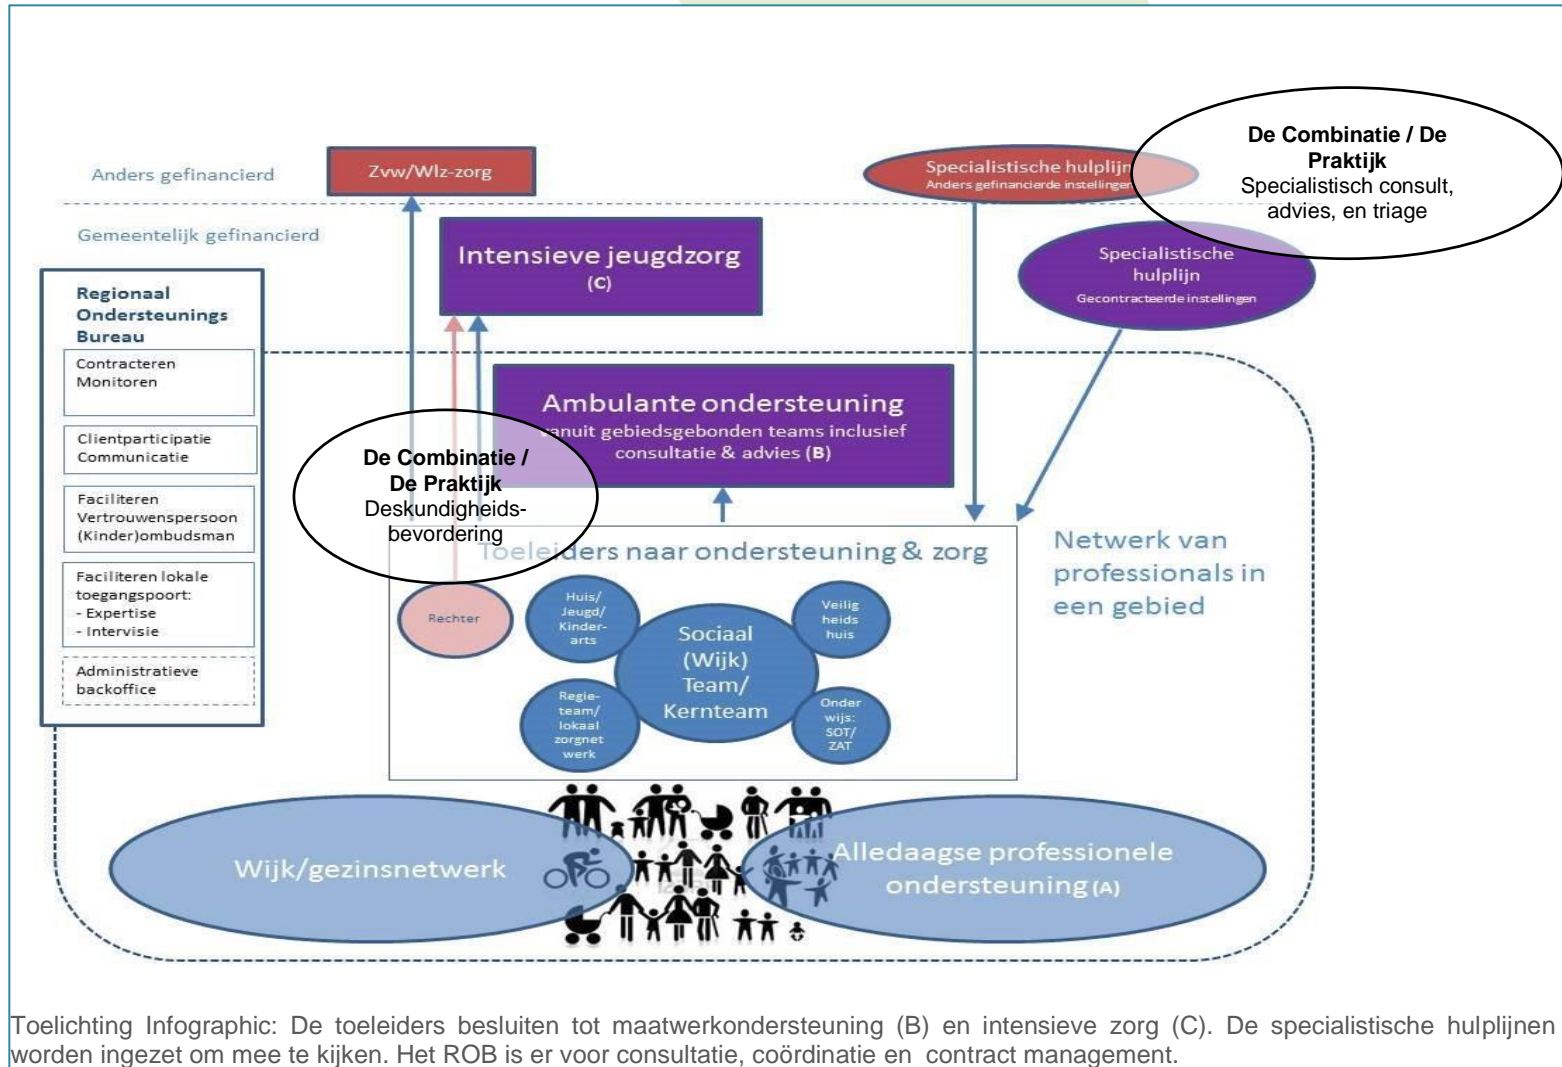 Anders gefinancierd
Zvw/Wlz-zorg
Specialistische hulplijn
Anders gefinancierde instellingen
De Combinatie / De
Praktijk
Specialistisch consult,
advies, en triage
Gemeentelijk gefinancierd
Intensieve jeugdzorg
(C)
Specialistische
hulplijn
Gecontracteerde instellingen
Regionaal
Ondersteunings
Bureau
Contracteren
Monitoren
Clientparticipatie
Communicatie
Faciliteren
Vertrouwenspersoon
(Kinder)ombudsman
Faciliteren lokale
toegangspoort:
- Expertise
- Intervisie
Administratieve
backoffice
Ambulante ondersteuning
vanuit gebiedsgebonden teams inclusief
consultatie & advies (B)
De Combinatie /
De Praktijk
Deskundigheids-
bevordering
Toeleiders naar ondersteuning & zorg
Netwerk van
professionals in
een gebied
Rechter
Huis/
Jeugd/
Kinder-
arts
Veilig
heids
huis
Sociaal
(Wijk)
Team/
Kernteam
Regie-
team/
lokaal
zorgnet
werk
Onder
wijs:
SOT/
ZAT
Wijk/gezinsnetwerk
Alledaagse professionele
ondersteuning (A)
Toelichting Infographic: De toeleiders besluiten tot maatwerkondersteuning (B) en intensieve zorg (C). De specialistische hulplijnen
worden ingezet om mee te kijken. Het ROB is er voor consultatie, coördinatie en contract management.